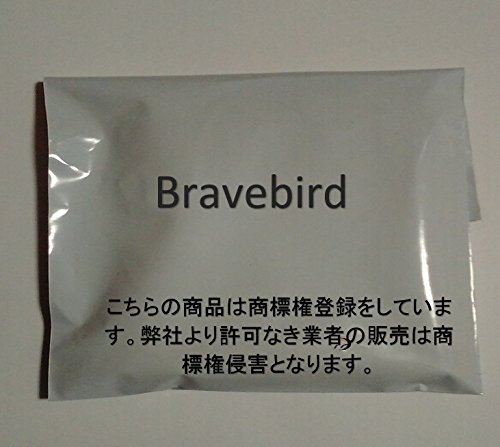 Bravebird
こちらの商品は商標権登録をしていま
す。弊社より許可なき業者の販売は商
標権侵害となります。